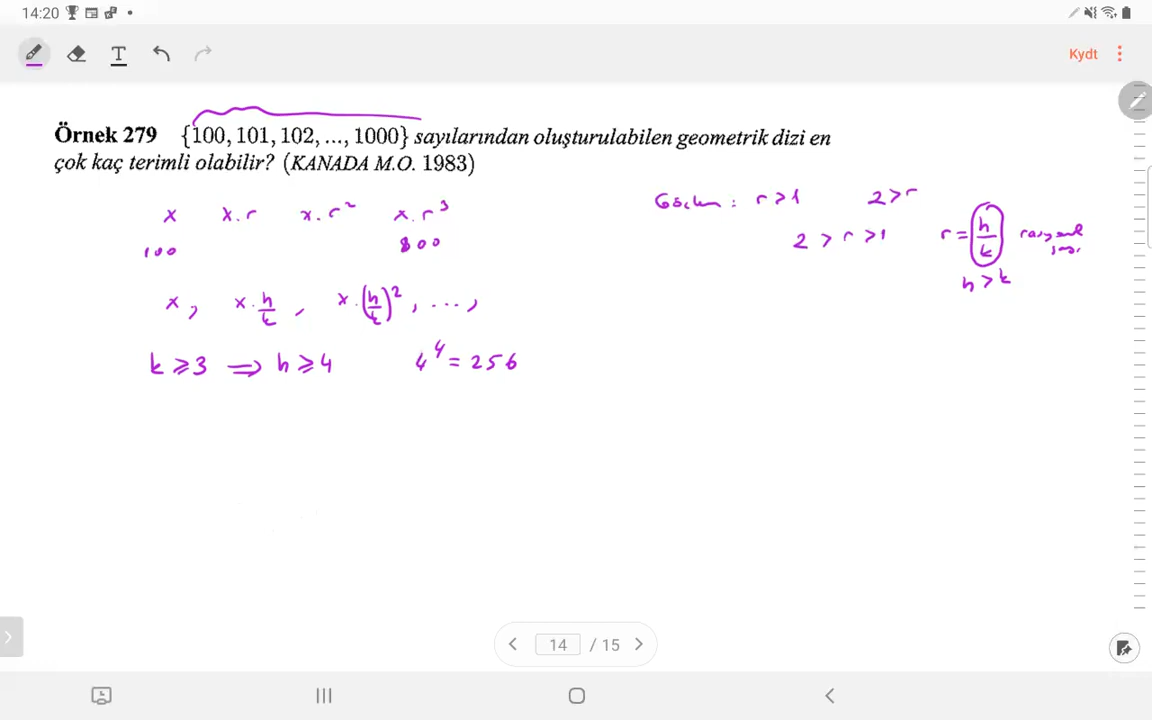 14:20
Kydt
Örnek 279 {100, 101, 102, ..., 1000} sayılarından oluşturulabilen geometrik dizi en
çok kaç terimli olabilir? (KANADA M.O. 1983)
x x.r x.r² x.r³
100 800
r>1 2>r
2>r>1 r=h/k
h>k
x, x.h/k, x.(h/k)², ...,
k≥3 ⇒ h≥4 4⁴=256
14 / 15